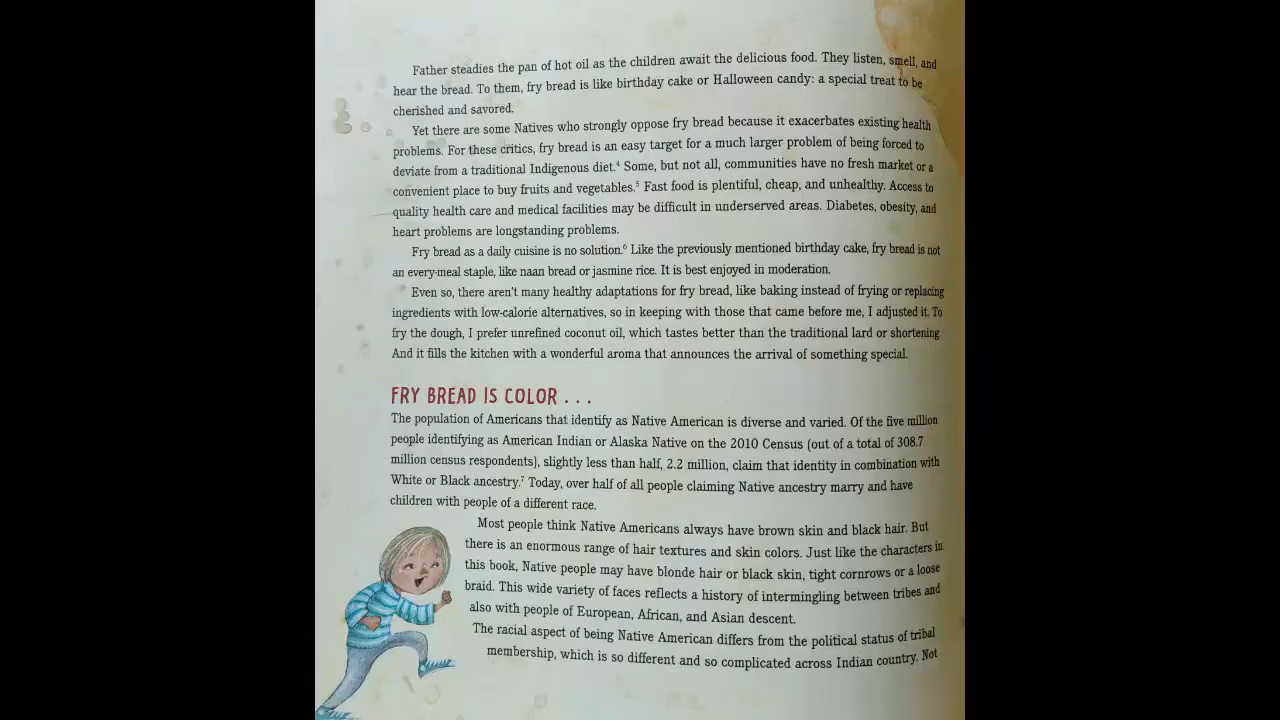 Father steadies the pan of hot oil as the children await the delicious food. They listen, smell, and
hear the bread. To them, fry bread is like birthday cake or Halloween candy: a special treat to be
cherished and savored.
Yet there are some Natives who strongly oppose fry bread because it exacerbates existing health
problems. For these critics, fry bread is an easy target for a much larger problem of being forced to
deviate from a traditional Indigenous diet.⁴ Some, but not all, communities have no fresh market or a
convenient place to buy fruits and vegetables.⁵ Fast food is plentiful, cheap, and unhealthy. Access to
quality health care and medical facilities may be difficult in underserved areas. Diabetes, obesity, and
heart problems are longstanding problems.
Fry bread as a daily cuisine is no solution.⁶ Like the previously mentioned birthday cake, fry bread is not
an every-meal staple, like naan bread or jasmine rice. It is best enjoyed in moderation.
Even so, there aren't many healthy adaptations for fry bread, like baking instead of frying or replacing
ingredients with low-calorie alternatives, so in keeping with those that came before me, I adjusted it. To
fry the dough, I prefer unrefined coconut oil, which tastes better than the traditional lard or shortening.
And it fills the kitchen with a wonderful aroma that announces the arrival of something special.
FRY BREAD IS COLOR . . .
The population of Americans that identify as Native American is diverse and varied. Of the five million
people identifying as American Indian or Alaska Native on the 2010 Census (out of a total of 308.7
million census respondents), slightly less than half, 2.2 million, claim that identity in combination with
White or Black ancestry.⁷ Today, over half of all people claiming Native ancestry marry and have
children with people of a different race.
Most people think Native Americans always have brown skin and black hair. But
there is an enormous range of hair textures and skin colors. Just like the characters in
this book, Native people may have blonde hair or black skin, tight cornrows or a loose
braid. This wide variety of faces reflects a history of intermingling between tribes and
also with people of European, African, and Asian descent.
The racial aspect of being Native American differs from the political status of tribal
membership, which is so different and so complicated across Indian country. Not